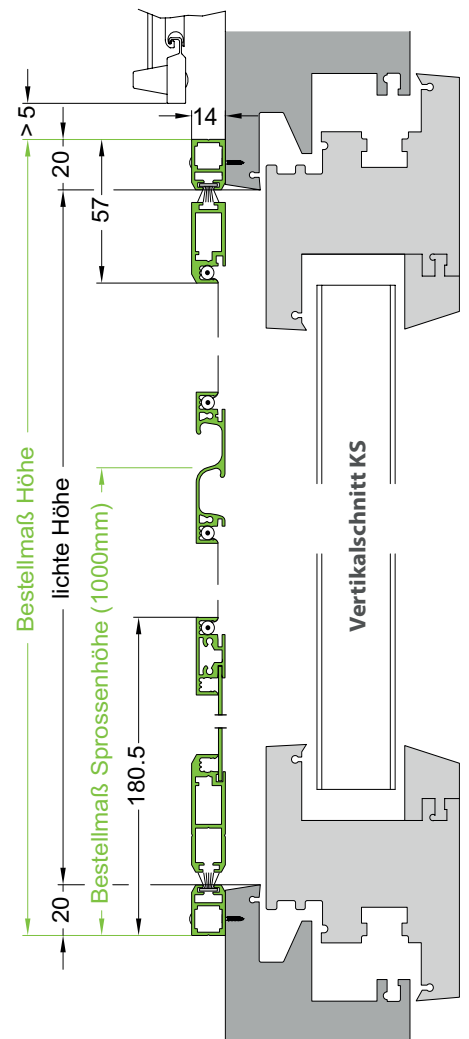 > 5
14
20
57
Bestellmaß Höhe
lichte Höhe
Bestellmaß Sprossenhöhe (1000mm)
Vertikalschnitt KS
180.5
20